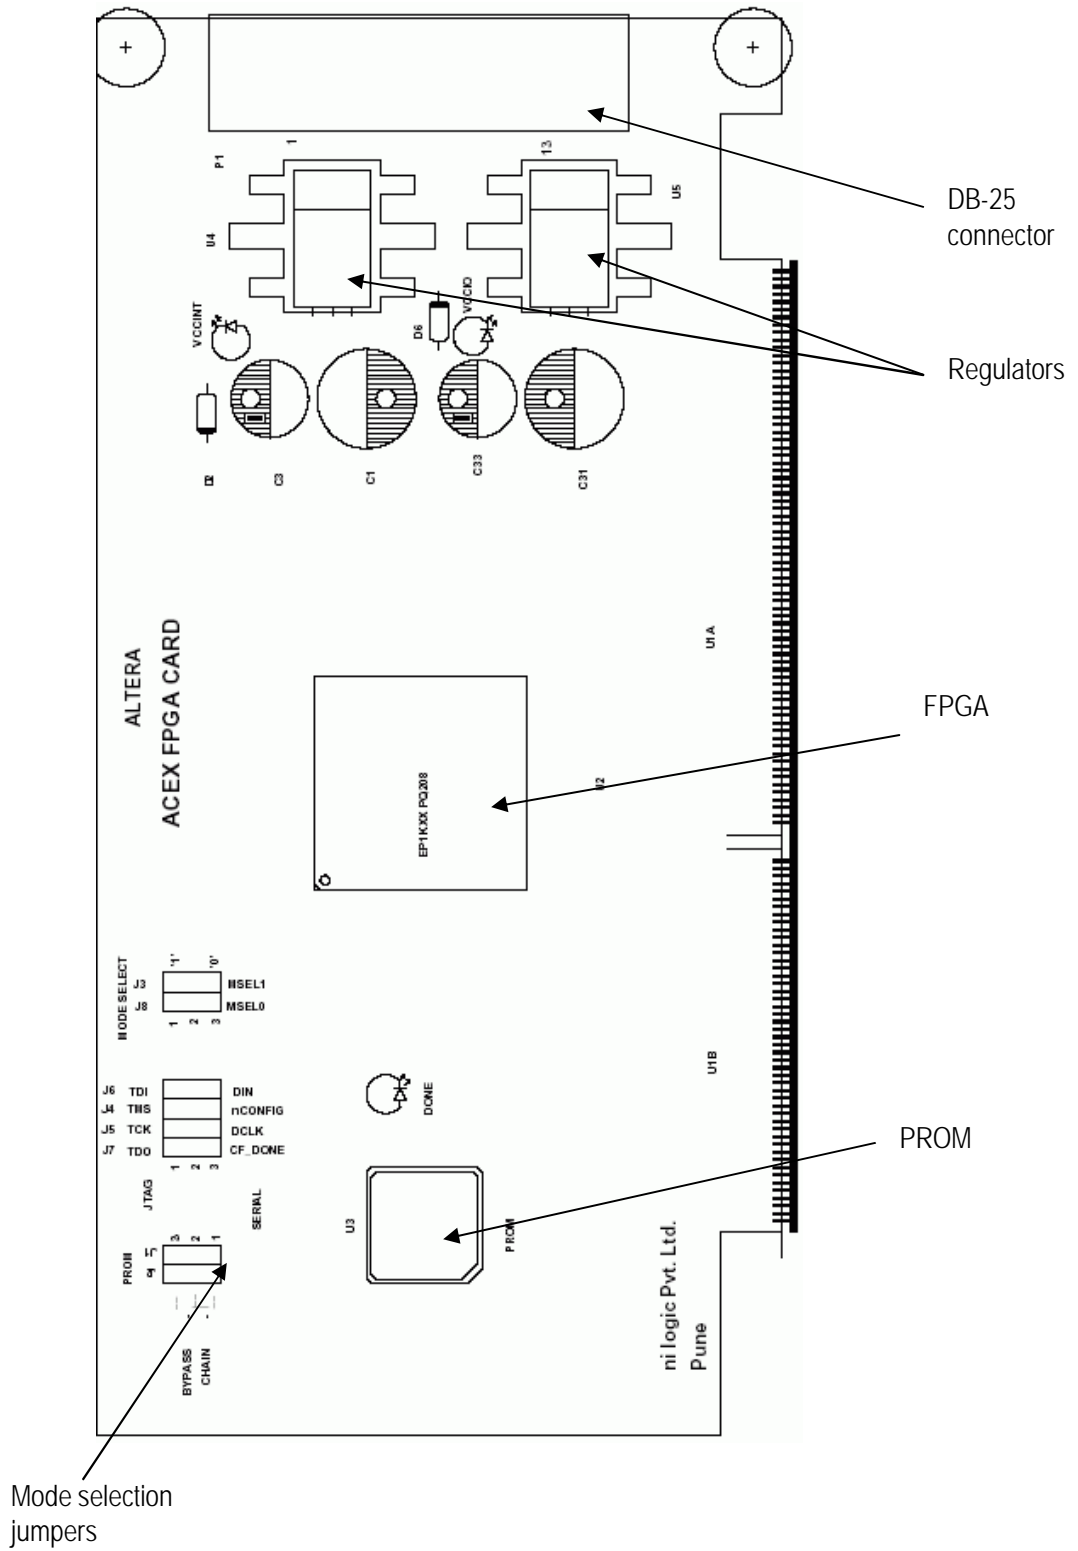 P1
1
13
U5
DB-25
connector
U4
VCCINT
D6
VCCIO
Regulators
D2
C3
C1
C33
C31
ALTERA
ACEX FPGA CARD
U1A
FPGA
EP1KXX PQ208
U2
MODE SELECT
'1'
'0'
J3
MSEL1
J8
MSEL0
1 2 3
U1B
J6 TDI
DIN
J4 TMS
nCONFIG
J5 TCK
DCLK
J7 TDO
CF_DONE
1 2 3
DONE
JTAG
SERIAL
PROM
U3
PROM
PROM
3 2 1
BYPASS
CHAIN
ni logic Pvt. Ltd.
Pune
Mode selection
jumpers